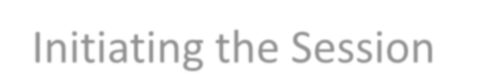 Initiating the Session